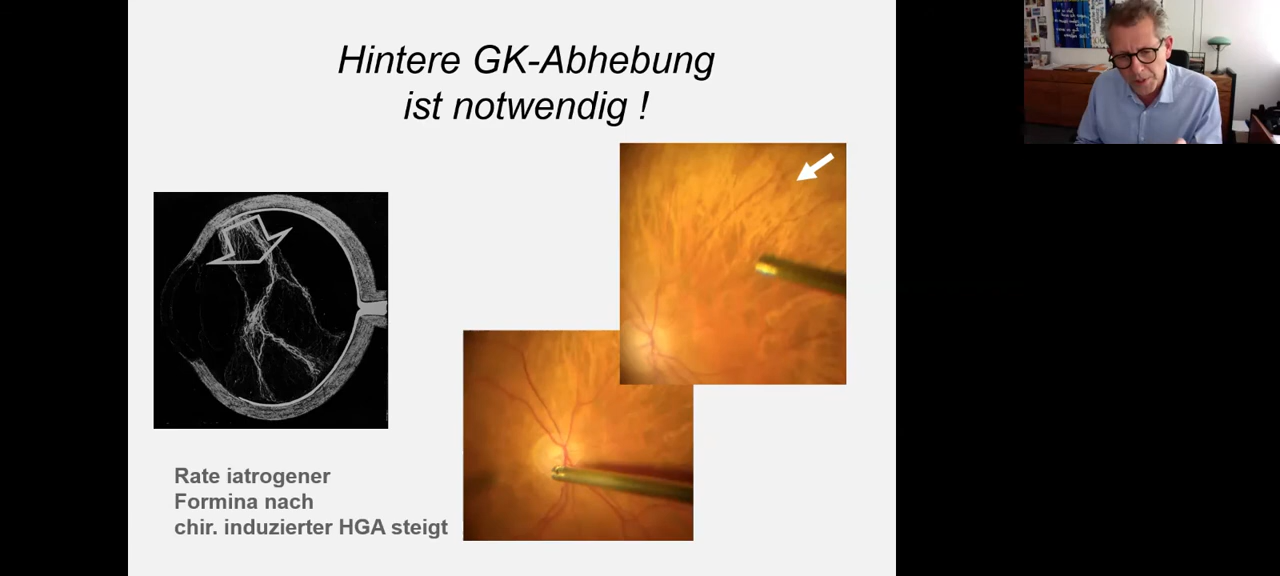 Hintere GK-Abhebung
ist notwendig !
Rate iatrogener
Formina nach
chir. induzierter HGA steigt